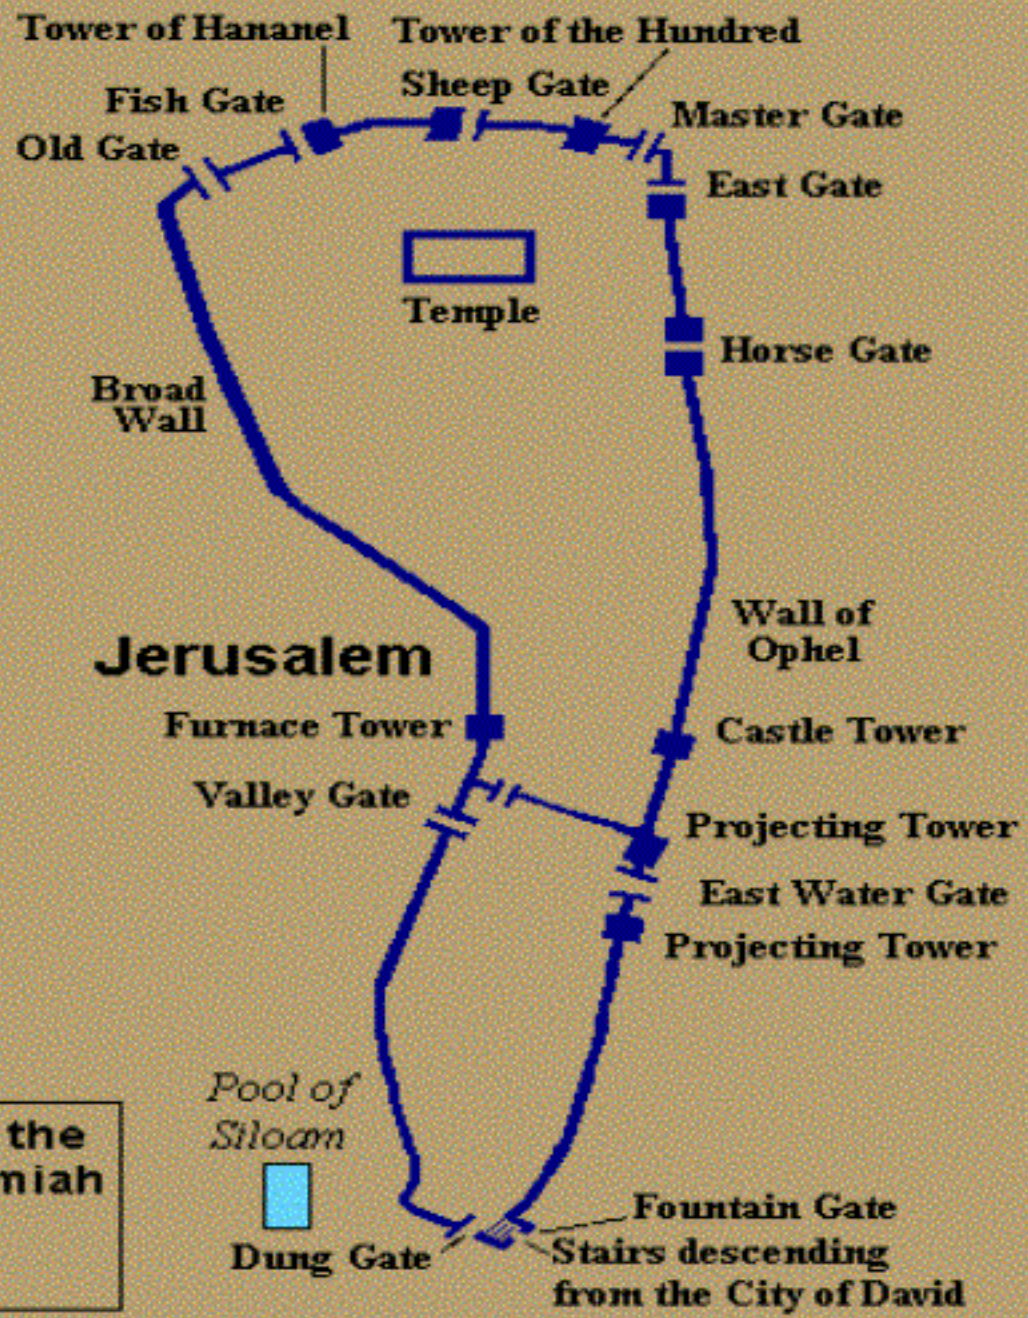 Tower of Hananel
Tower of the Hundred
Sheep Gate
Fish Gate
Master Gate
Old Gate
East Gate
Temple
Horse Gate
Broad
Wall
Wall of
Ophel
Jerusalem
Furnace Tower
Castle Tower
Valley Gate
Projecting Tower
East Water Gate
Projecting Tower
Pool of
Siloam
the
miah
Fountain Gate
Dung Gate
Stairs descending
from the City of David